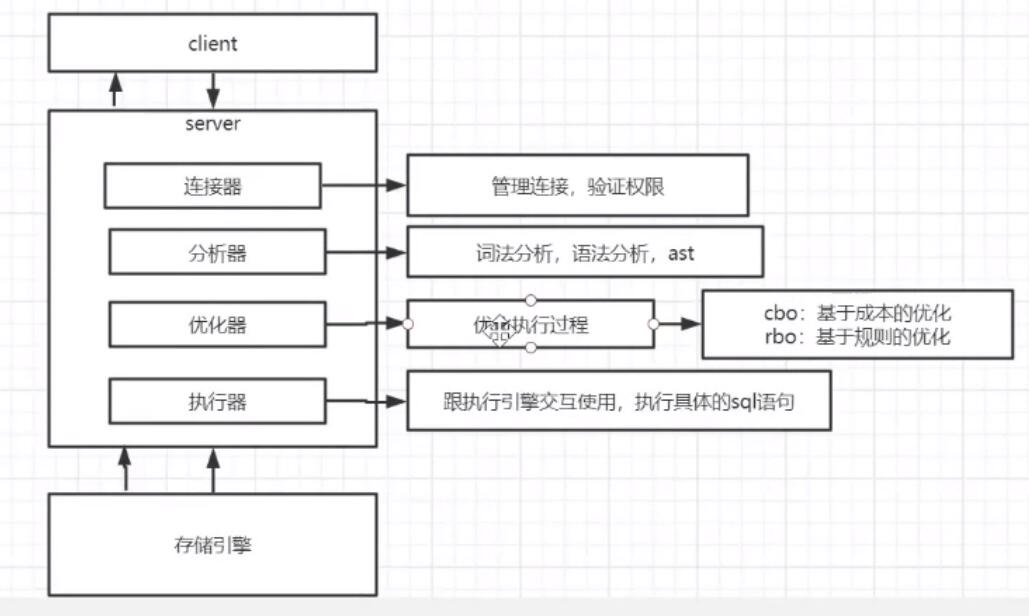 client
server
连接器
管理连接，验证权限
分析器
词法分析，语法分析，ast
优化器
执行过程
cbo：基于成本的优化
rbo：基于规则的优化
执行器
跟执行引擎交互使用，执行具体的sql语句
存储引擎